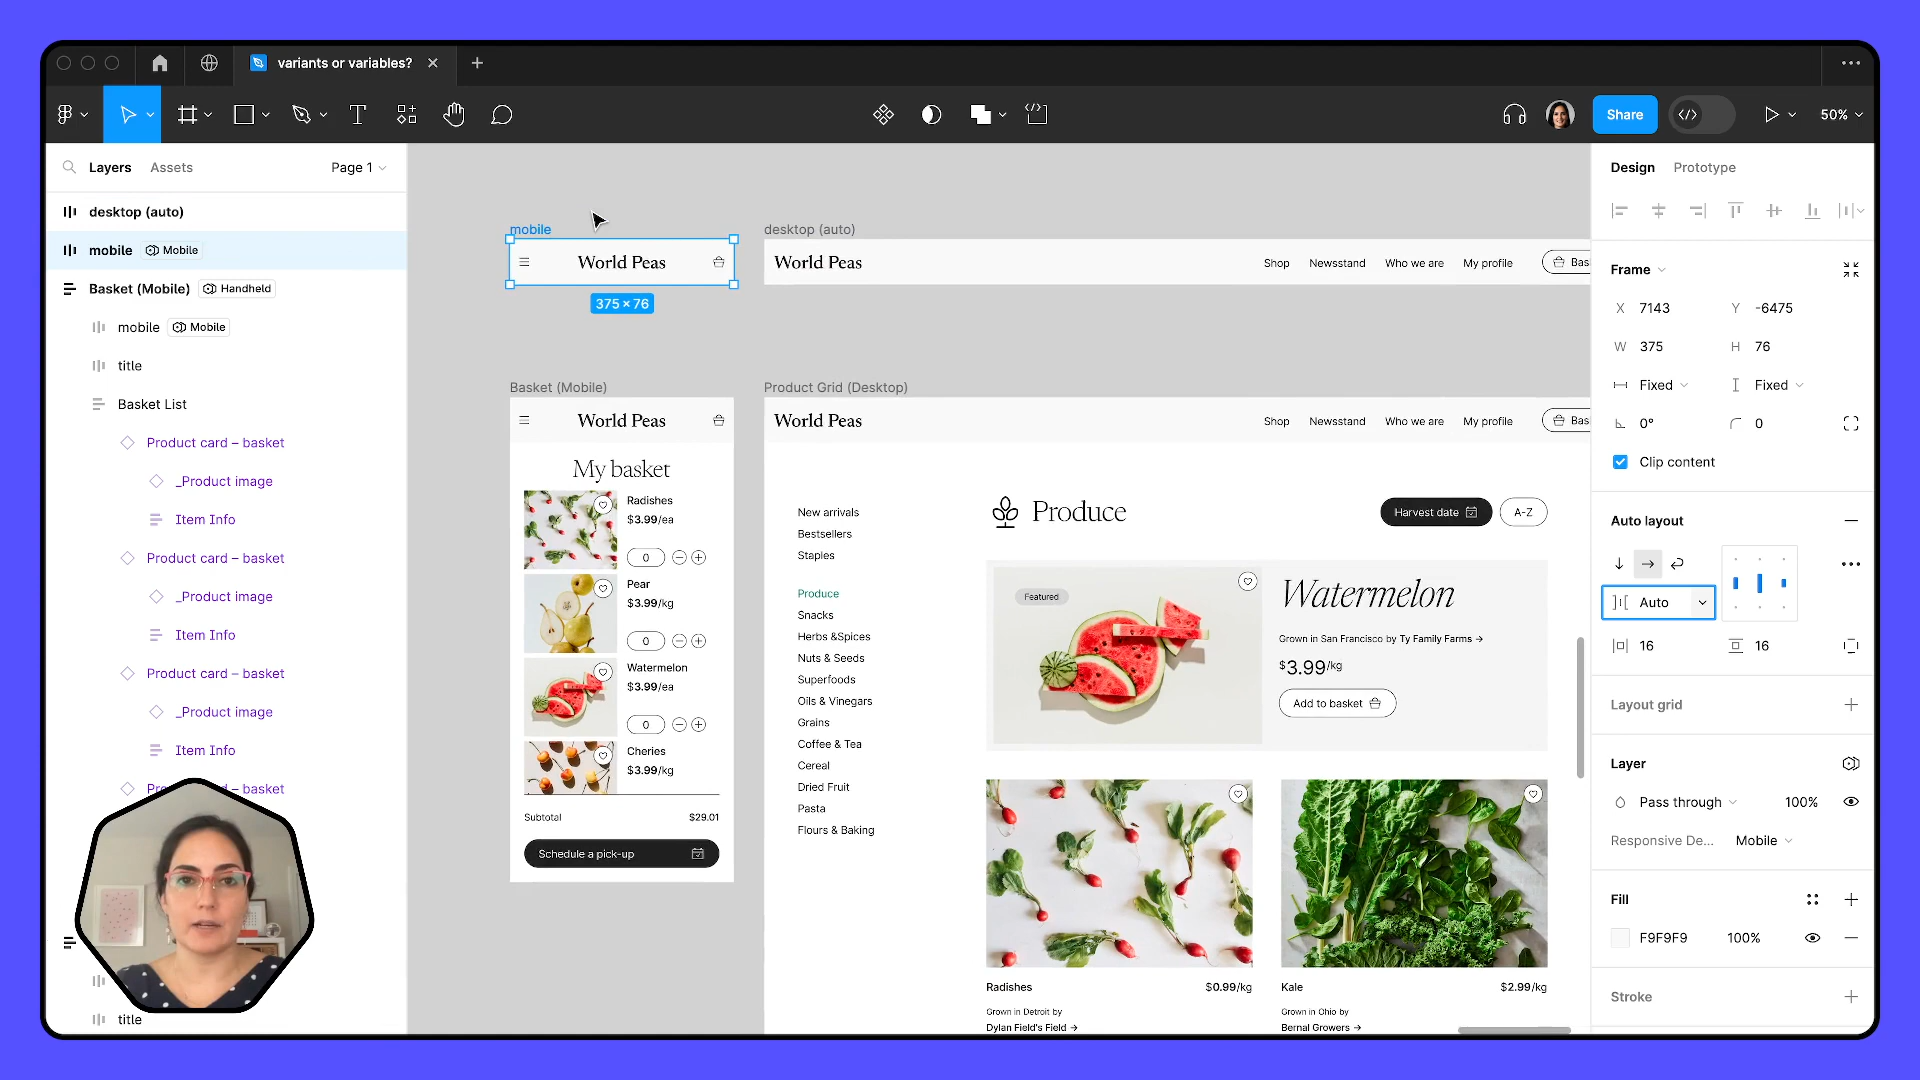 variants or variables?
Share
50%
Layers
Assets
Page 1
desktop (auto)
mobile
Mobile
Basket (Mobile)
Handheld
mobile
Mobile
title
Basket List
Product card – basket
_Product image
Item Info
Product card – basket
_Product image
Item Info
Product card – basket
_Product image
Item Info
title
mobile
World Peas
375 × 76
desktop (auto)
World Peas
Shop
Newsstand
Who we are
My profile
Basket (Mobile)
World Peas
My basket
Radishes
$3.99/ea
0
Pear
$3.99/kg
0
Watermelon
$3.99/ea
0
Cheries
$3.99/kg
Subtotal
$29.01
Schedule a pick-up
Product Grid (Desktop)
World Peas
Shop
Newsstand
Who we are
My profile
New arrivals
Bestsellers
Staples
Produce
Snacks
Herbs &Spices
Nuts & Seeds
Superfoods
Oils & Vinegars
Grains
Coffee & Tea
Cereal
Dried Fruit
Pasta
Flours & Baking
Produce
Harvest date
A-Z
Featured
Watermelon
Grown in San Francisco by Ty Family Farms →
$3.99/kg
Add to basket
Radishes
$0.99/kg
Grown in Detroit by
Dylan Field's Field →
Kale
$2.99/kg
Grown in Ohio by
Bernal Growers →
Design
Prototype
Frame
X 7143
Y -6475
W 375
H 76
Fixed
Fixed
0°
0
Clip content
Auto layout
Auto
16
16
Layout grid
Layer
Pass through
100%
Responsive De...
Mobile
Fill
F9F9F9
100%
Stroke